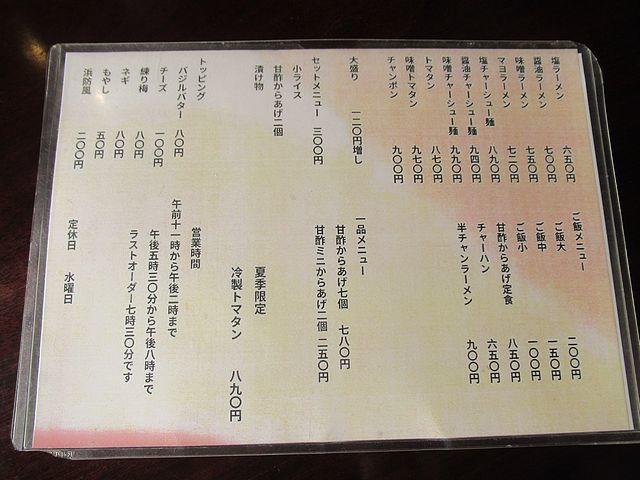 塩ラーメン 六五〇円
醤油ラーメン 七〇〇円
味噌ラーメン 七五〇円
マヨラーメン 七二〇円
塩チャーシュー麺 八九〇円
醤油チャーシュー麺 九四〇円
味噌チャーシュー麺 九九〇円
トマタン 八七〇円
味噌トマタン 九七〇円
チャンポン 九〇〇円
大盛り 一二〇円増し
セットメニュー 三〇〇円
小ライス
甘酢からあげ二個
漬け物
トッピング
バジルバター 八〇円
チーズ 一〇〇円
練り梅 八〇円
ネギ 八〇円
もやし 五〇円
浜防風 二〇〇円
ご飯メニュー
ご飯大 二〇〇円
ご飯中 一五〇円
ご飯小 一〇〇円
甘酢からあげ定食 八五〇円
チャーハン 六五〇円
半チャンラーメン 九〇〇円
一品メニュー
甘酢からあげ七個 七八〇円
甘酢ミニからあげ二個 二五〇円
夏季限定
冷製トマタン 八九〇円
営業時間
午前十一時から午後二時まで
午後五時三〇分から午後八時まで
ラストオーダー七時三〇分です
定休日 水曜日